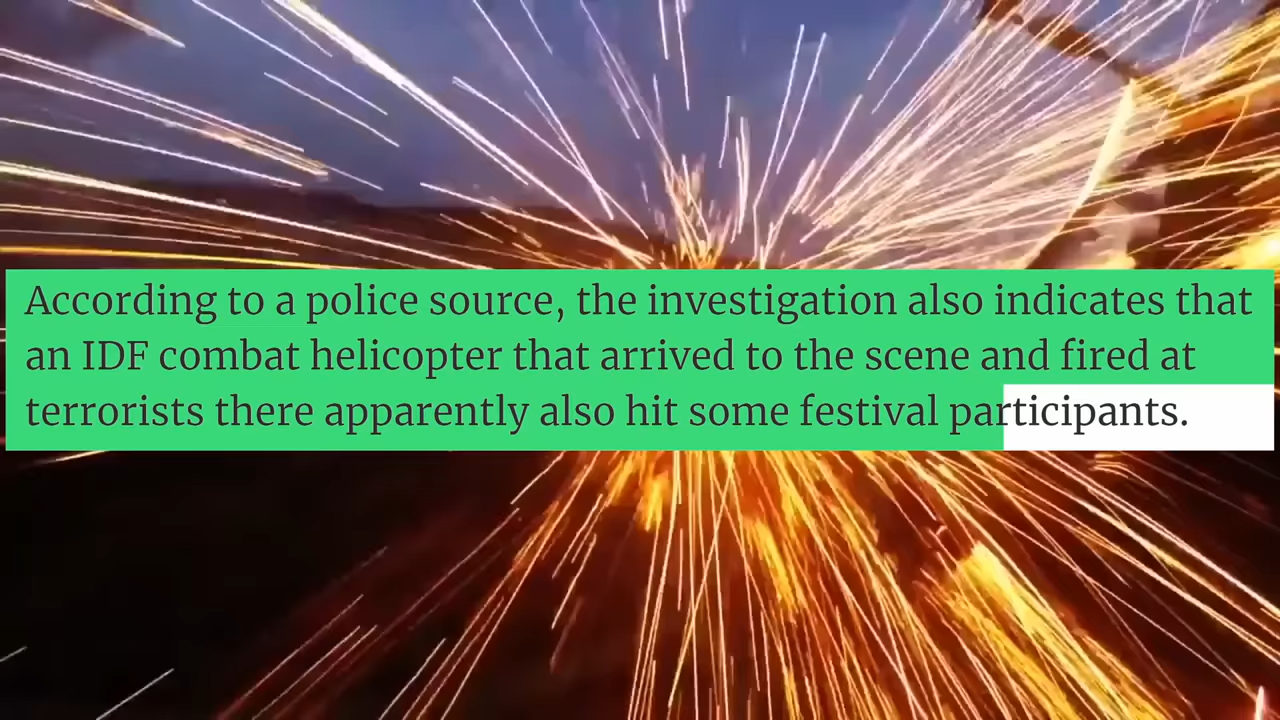 According to a police source, the investigation also indicates that
an IDF combat helicopter that arrived to the scene and fired at
terrorists there apparently also hit some festival participants.